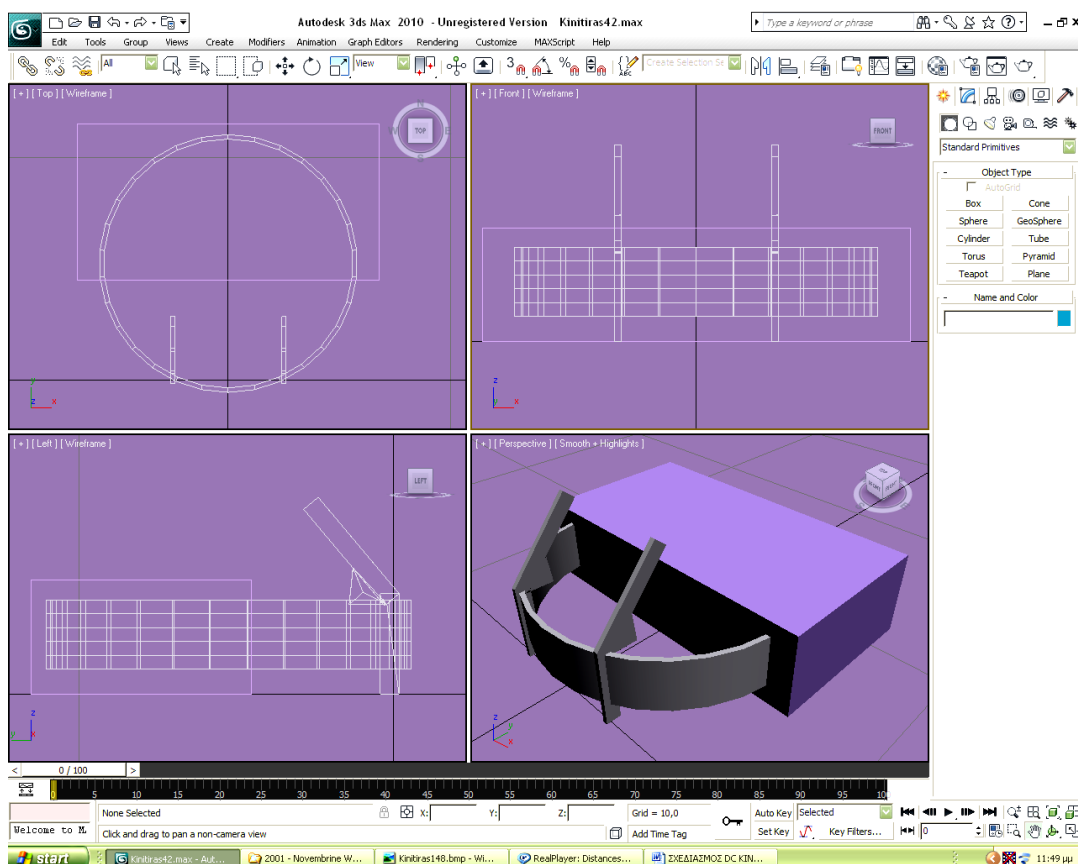 Autodesk 3ds Max 2010 - Unregistered Version Kinitiras42.max
Type a keyword or phrase
Edit Tools Group Views Create Modifiers Animation Graph Editors Rendering Customize MAXScript Help
All
View
3
ABC
Create Selection Se
[ + ] [ Top ] [ Wireframe ]
TOP
W
E
[ + ] [ Front ] [ Wireframe ]
FRONT
z
x
y
z
x
[ + ] [ Left ] [ Wireframe ]
LEFT
z
y
x
[ + ] [ Perspective ] [ Smooth + Highlights ]
TOP
FRONT
z
y
x
Standard Primitives
- Object Type
AutoGrid
Box Cone
Sphere GeoSphere
Cylinder Tube
Torus Pyramid
Teapot Plane
- Name and Color
< 0 / 100 >
0 5 10 15 20 25 30 35 40 45 50 55 60 65 70 75 80 85 90 95
None Selected X: Y: Z: Grid = 10,0 Auto Key Selected
Welcome to M. Click and drag to pan a non-camera view Add Time Tag Set Key Key Filters... 0
start Kinitiras42.max - Aut... 2001 - Novembrine W... Kinitiras148.bmp - Wi... RealPlayer: Distances... ΣΧΕΔΙΑΣΜΟΣ DC KIN... 11:49 μμ